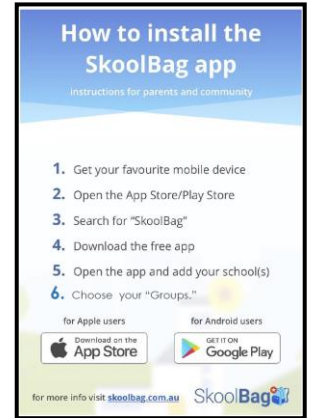 How to install the
SkoolBag app
instructions for parents and community
1. Get your favourite mobile device
2. Open the App Store/Play Store
3. Search for "SkoolBag"
4. Download the free app
5. Open the app and add your school(s)
6. Choose your "Groups."
for Apple users for Android users
Download on the GET IT ON
App Store Google Play
for more info visit skoolbag.com.au SkoolBag